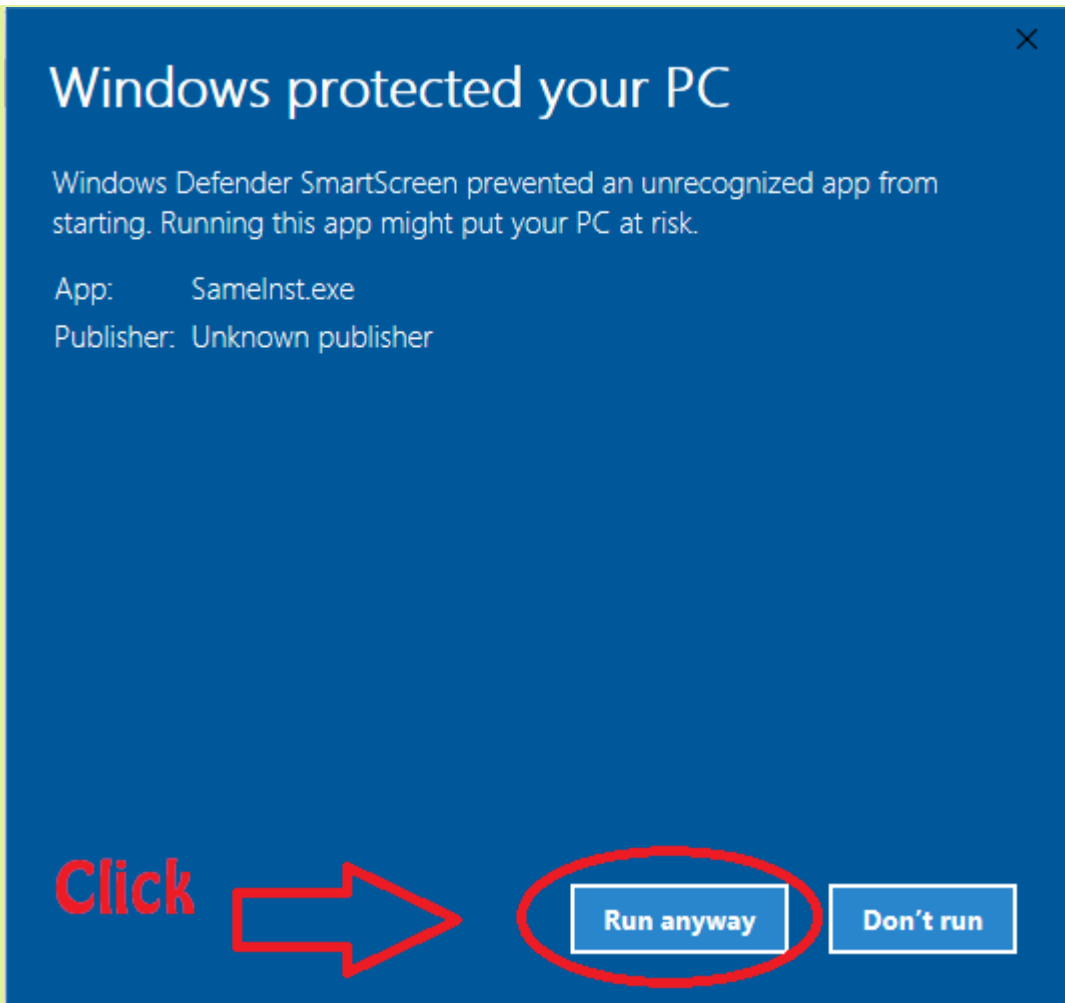 Windows protected your PC
Windows Defender SmartScreen prevented an unrecognized app from
starting. Running this app might put your PC at risk.
App: SameInst.exe
Publisher: Unknown publisher
Click
Run anyway Don't run